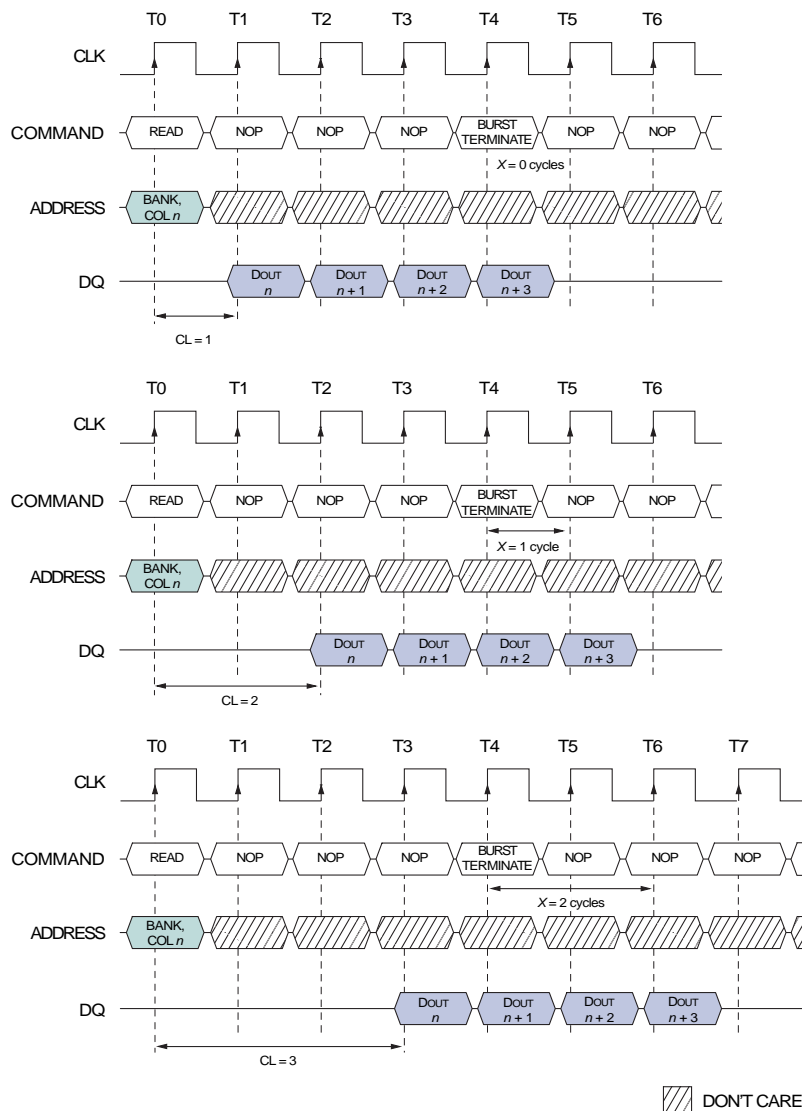 T0 T1 T2 T3 T4 T5 T6
CLK
COMMAND READ NOP NOP NOP BURST TERMINATE NOP NOP
X = 0 cycles
ADDRESS BANK, COL n
DQ DOUT n DOUT n + 1 DOUT n + 2 DOUT n + 3
CL = 1
T0 T1 T2 T3 T4 T5 T6
CLK
COMMAND READ NOP NOP NOP BURST TERMINATE NOP NOP
X = 1 cycle
ADDRESS BANK, COL n
DQ DOUT n DOUT n + 1 DOUT n + 2 DOUT n + 3
CL = 2
T0 T1 T2 T3 T4 T5 T6 T7
CLK
COMMAND READ NOP NOP NOP BURST TERMINATE NOP NOP NOP
X = 2 cycles
ADDRESS BANK, COL n
DQ DOUT n DOUT n + 1 DOUT n + 2 DOUT n + 3
CL = 3
DON'T CARE